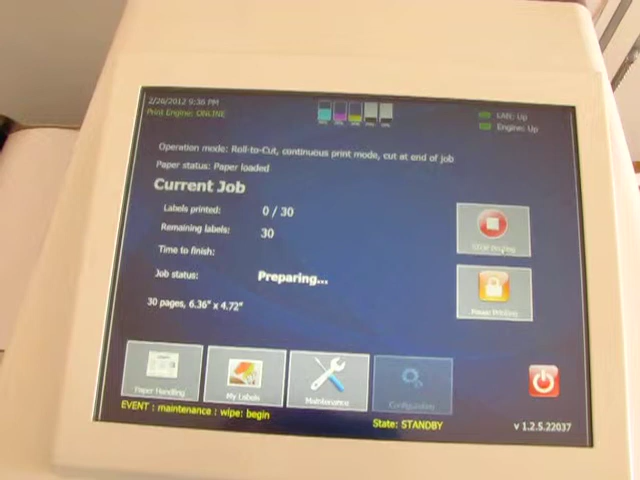 2/26/2012 9:36 PM
Print Engine: ONLINE
LAN: Up
Engine: Up
Operation mode: Roll-to-Cut, continuous print mode, cut at end of job
Paper status: Paper loaded
Current Job
Labels printed: 0 / 30
Remaining labels: 30
Time to finish:
Job status: Preparing...
30 pages, 6.36" x 4.72"
STOP Printing
Pause Printing
Paper Handling
My Labels
Maintenance
Configuration
EVENT : maintenance : wipe: begin
State: STANDBY
v 1.2.5.22037